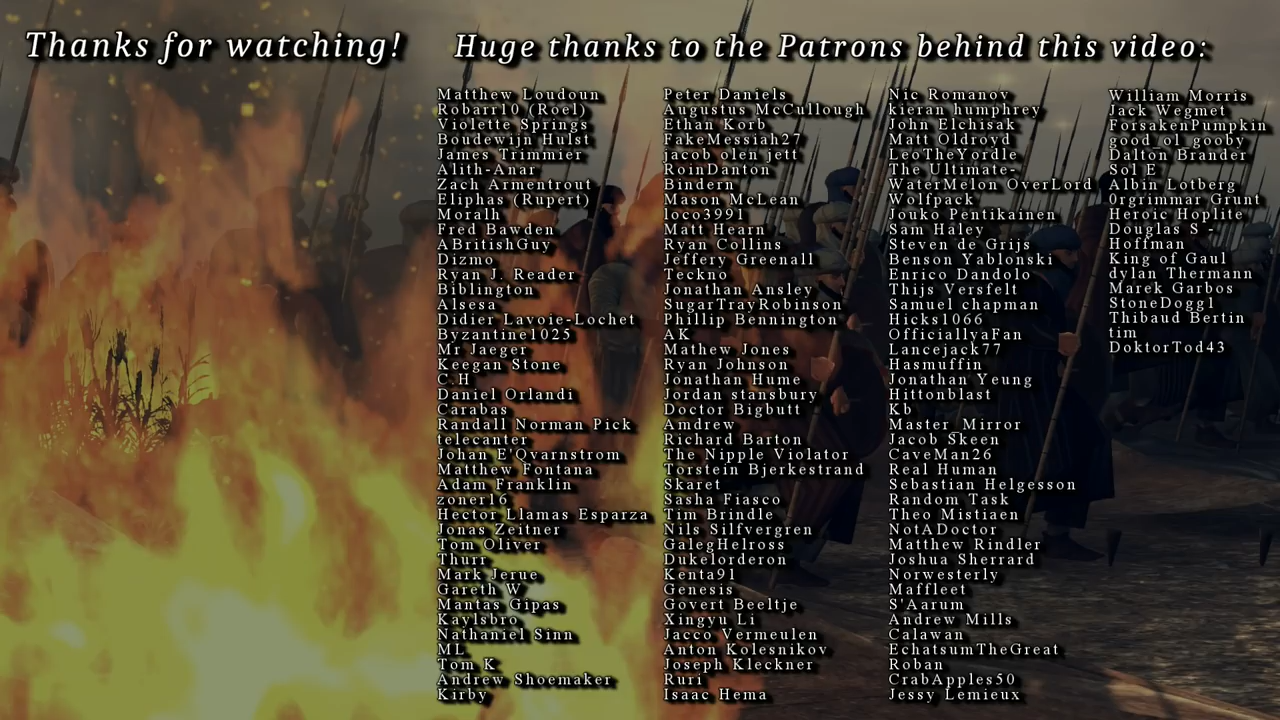 Thanks for watching!
Huge thanks to the Patrons behind this video:
Matthew Loudoun
Robarr10 (Roel)
Violette Springs
Boudewijn Hulst
James Trimmier
Alith-Anar
Zach Armentrout
Eliphas (Rupert)
Moralh
Fred Bawden
ABritishGuy
Dizmo
Ryan J. Reader
Biblington
Alsesa
Didier Lavoie-Lochet
Byzantine1025
Mr Jaeger
Keegan Stone
C.H
Daniel Orlandi
Carabas
Randall Norman Pick
telecanter
Johan E'Qvarnstrom
Matthew Fontana
Adam Franklin
zoner16
Hector Llamas Esparza
Jonas Zeitner
Tom Oliver
Thurr
Mark Jerue
Gareth W
Mantas Gipas
Kaylsbro
Nathaniel Sinn
ML
Tom K
Andrew Shoemaker
Kirby
Peter Daniels
Augustus McCullough
Ethan Korb
FakeMessiah27
jacob olen jett
RoinDanton
Bindern
Mason McLean
loco3991
Matt Hearn
Ryan Collins
Jeffery Greenall
Teckno
Jonathan Ansley
SugarTrayRobinson
Phillip Bennington
AK
Mathew Jones
Ryan Johnson
Jonathan Hume
Jordan stansbury
Doctor Bigbutt
Amdrew
Richard Barton
The Nipple Violator
Torstein Bjerkestrand
Skaret
Sasha Fiasco
Tim Brindle
Nils Silfvergren
GalegHelross
Dukelorderon
Kenta91
Genesis
Govert Beeltje
Xingyu Li
Jacco Vermeulen
Anton Kolesnikov
Joseph Kleckner
Ruri
Isaac Hema
Nic Romanov
kieran humphrey
John Elchisak
Matt Oldroyd
LeoTheYordle
The Ultimate-
WaterMelon OverLord
Wolfpack
Jouko Pentikainen
Sam Haley
Steven de Grijs
Benson Yablonski
Enrico Dandolo
Thijs Versfelt
Samuel chapman
Hicks1066
OfficiallyaFan
Lancejack77
Hasmuffin
Jonathan Yeung
Hittonblast
Kb
Master_Mirror
Jacob Skeen
CaveMan26
Real Human
Sebastian Helgesson
Random Task
Theo Mistiaen
NotADoctor
Matthew Rindler
Joshua Sherrard
Norwesterly
Maffleet
S'Aarum
Andrew Mills
Calawan
EchatsumTheGreat
Roban
CrabApples50
Jessy Lemieux
William Morris
Jack Wegmet
ForsakenPumpkin
good_ol_gooby
Dalton Brander
Sol E
Albin Lotberg
0rgrimmar Grunt
Heroic Hoplite
Douglas S -
Hoffman
King of Gaul
dylan Thermann
Marek Garbos
StoneDogg1
Thibaud Bertin
tim
DoktorTod43